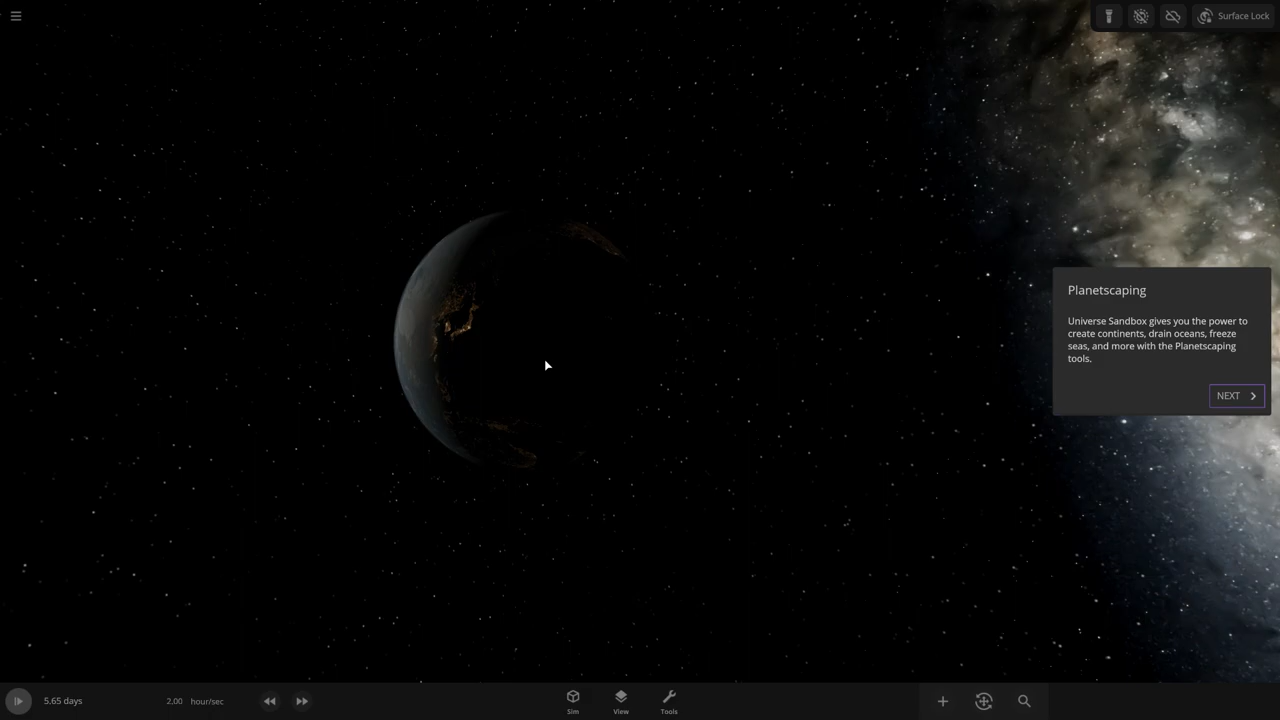 Surface Lock
Planetscaping
Universe Sandbox gives you the power to
create continents, drain oceans, freeze
seas, and more with the Planetscaping
tools.
NEXT
5.65 days
2.00 hour/sec
Sim
View
Tools